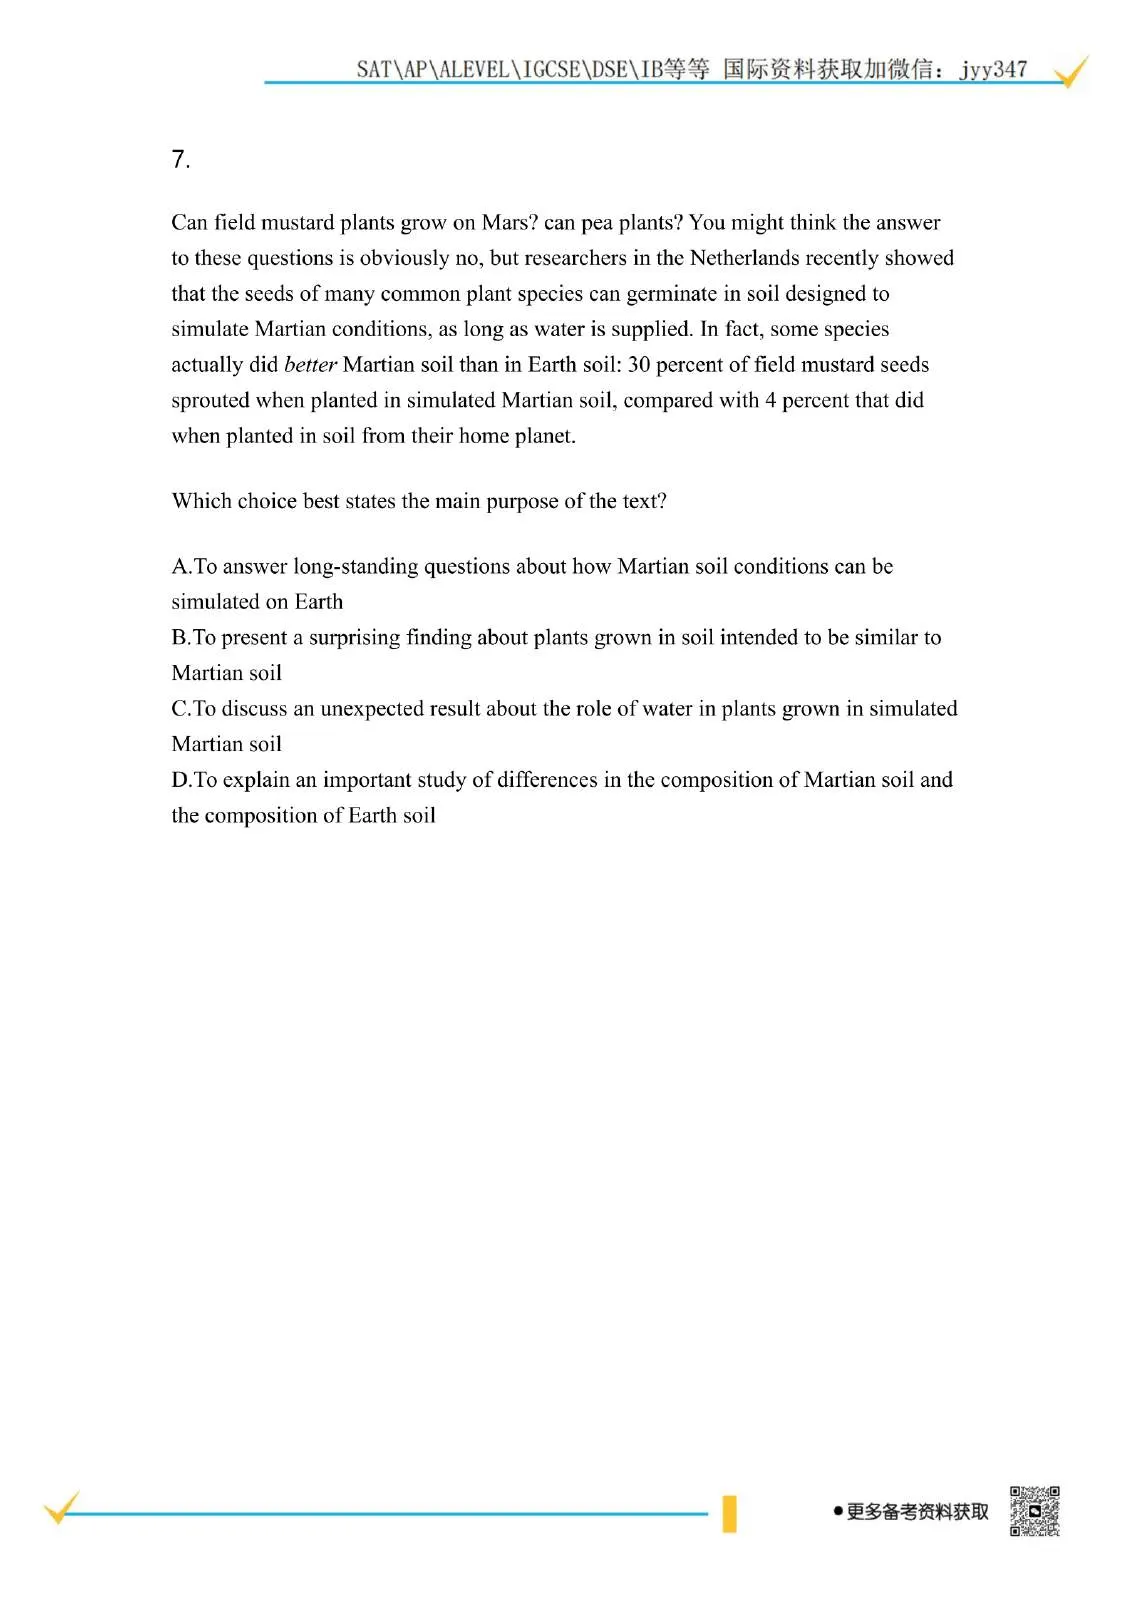 SAT\AP\ALEVEL\IGCSE\DSE\IB等等 国际资料获取加微信：jyy347
7.
Can field mustard plants grow on Mars? can pea plants? You might think the answer
to these questions is obviously no, but researchers in the Netherlands recently showed
that the seeds of many common plant species can germinate in soil designed to
simulate Martian conditions, as long as water is supplied. In fact, some species
actually did better Martian soil than in Earth soil: 30 percent of field mustard seeds
sprouted when planted in simulated Martian soil, compared with 4 percent that did
when planted in soil from their home planet.
Which choice best states the main purpose of the text?
A.To answer long-standing questions about how Martian soil conditions can be
simulated on Earth
B.To present a surprising finding about plants grown in soil intended to be similar to
Martian soil
C.To discuss an unexpected result about the role of water in plants grown in simulated
Martian soil
D.To explain an important study of differences in the composition of Martian soil and
the composition of Earth soil
●更多备考资料获取